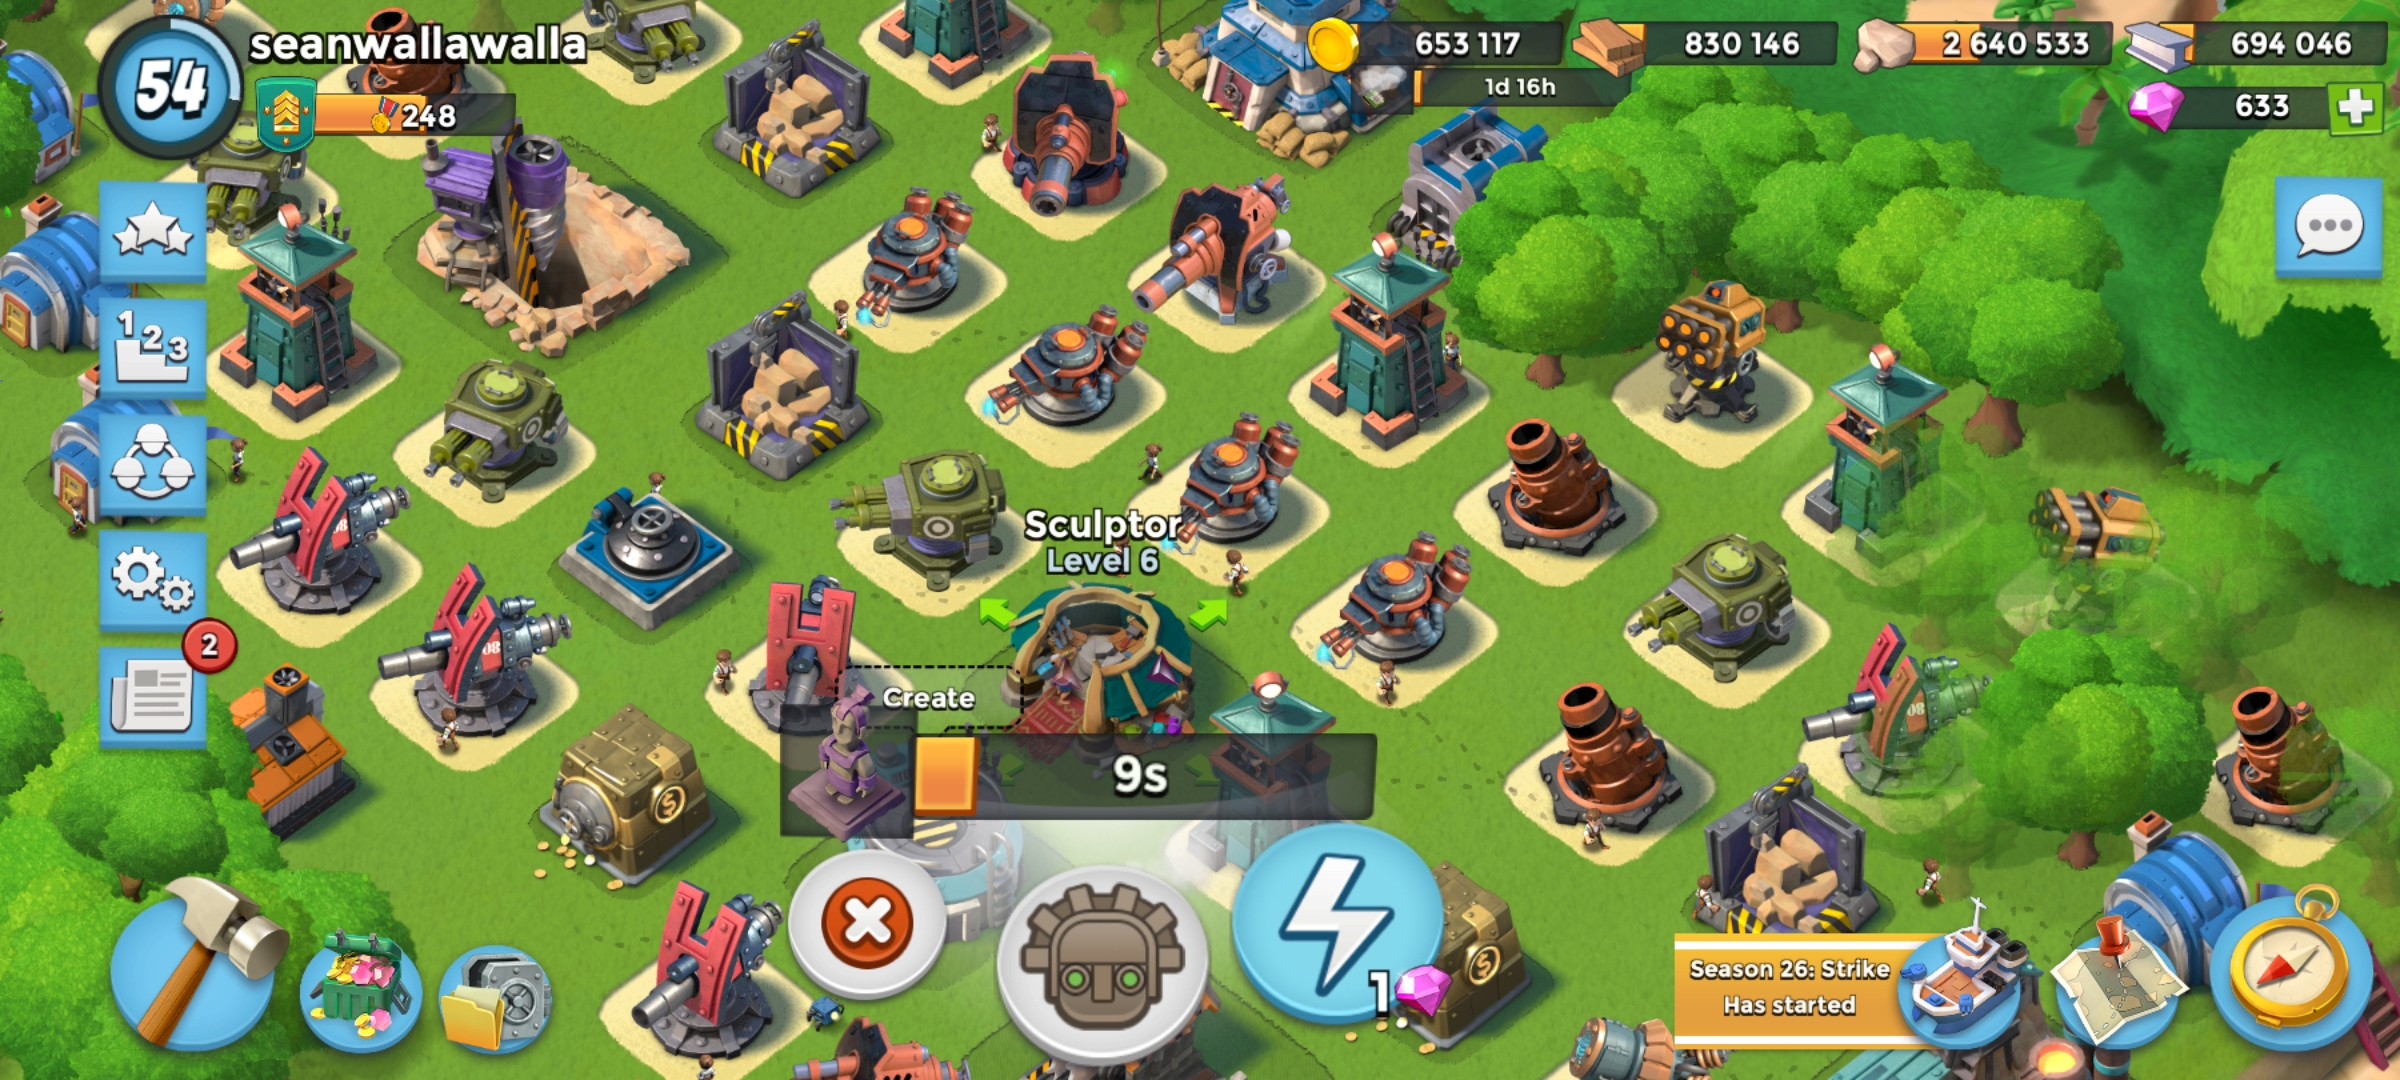 54
seanwallawalla
248
653 117
830 146
2 640 533
694 046
1d 16h
633
1 2 3
2
Sculptor
Level 6
Create
9s
1
Season 26: Strike
Has started